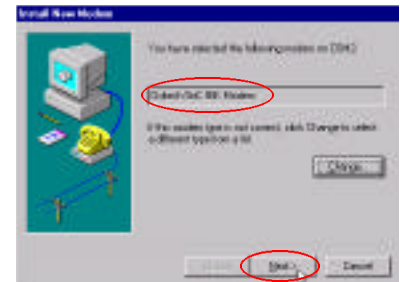 Install New Modem
You have selected the following modem on COM2:
If the modem type is not correct, click Change to select
a different type from a list.
Change...
Next >
Cancel